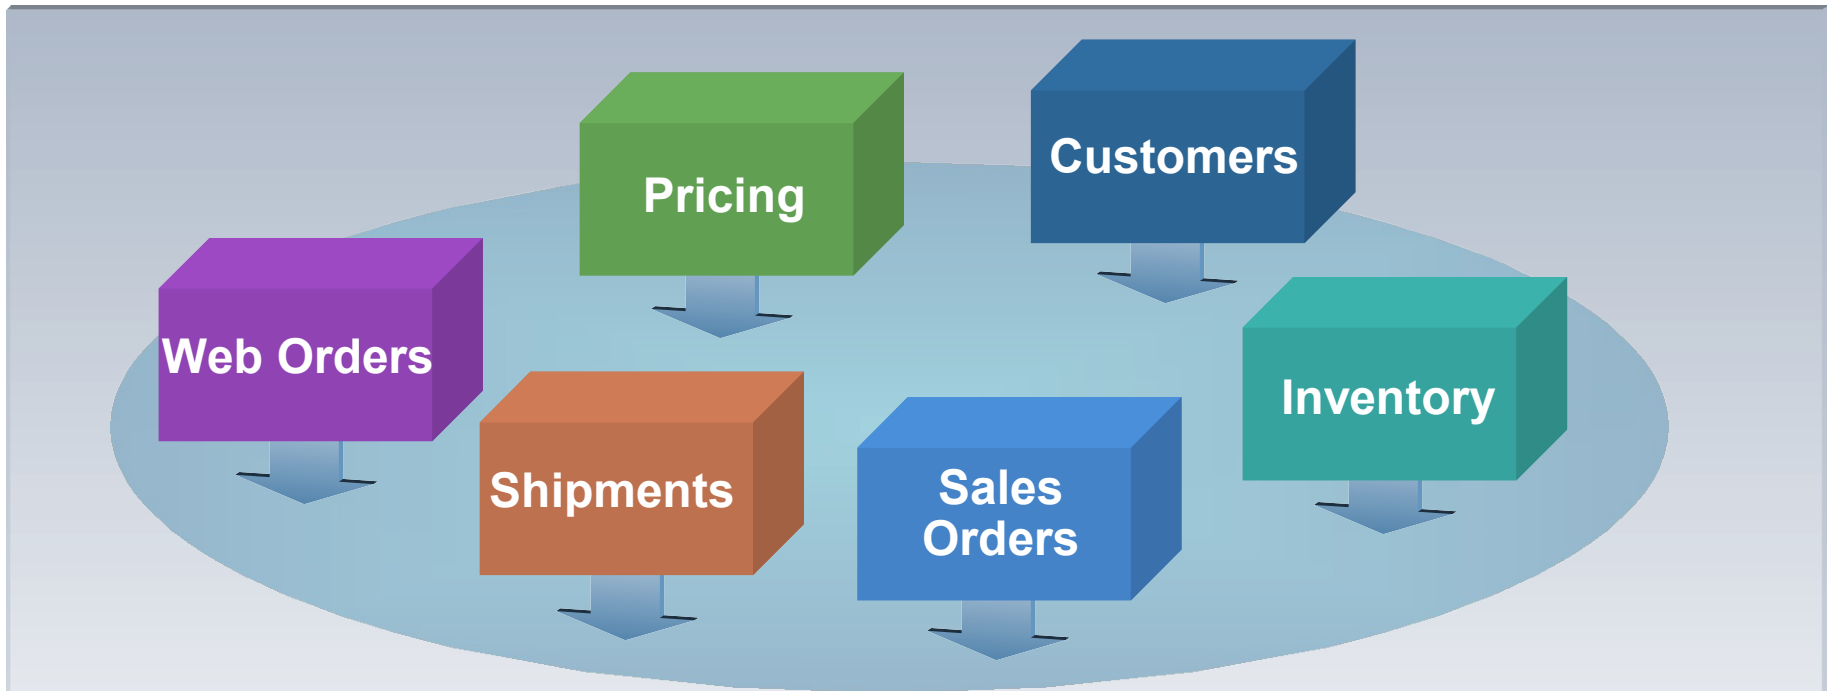 Pricing
Customers
Web Orders
Inventory
Shipments
Sales
Orders